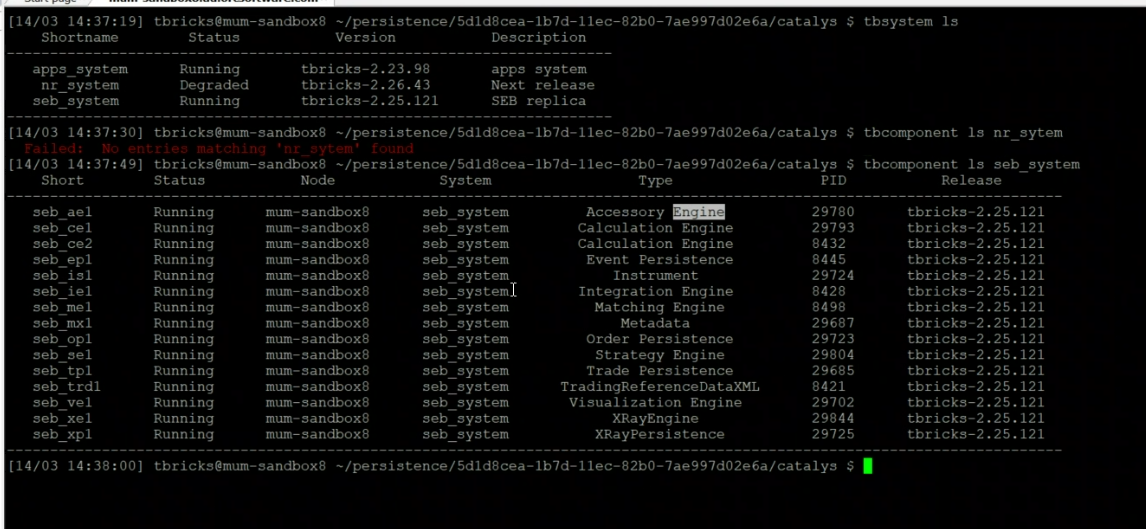 Start page
[14/03 14:37:19] tbricks@mum-sandbox8 ~/persistence/5d1d8cea-1b7d-11ec-82b0-7ae997d02e6a/catalys $ tbsystem ls
Shortname Status Version Description
apps_system Running tbricks-2.23.98 apps system
nr_system Degraded tbricks-2.26.43 Next release
seb_system Running tbricks-2.25.121 SEB replica
[14/03 14:37:30] tbricks@mum-sandbox8 ~/persistence/5d1d8cea-1b7d-11ec-82b0-7ae997d02e6a/catalys $ tbcomponent ls nr_sytem
Failed: No entries matching 'nr_sytem' found
[14/03 14:37:49] tbricks@mum-sandbox8 ~/persistence/5d1d8cea-1b7d-11ec-82b0-7ae997d02e6a/catalys $ tbcomponent ls seb_system
Short Status Node System Type PID Release
seb_ae1 Running mum-sandbox8 seb_system Accessory Engine 29780 tbricks-2.25.121
seb_ce1 Running mum-sandbox8 seb_system Calculation Engine 29793 tbricks-2.25.121
seb_ce2 Running mum-sandbox8 seb_system Calculation Engine 8432 tbricks-2.25.121
seb_ep1 Running mum-sandbox8 seb_system Event Persistence 8445 tbricks-2.25.121
seb_is1 Running mum-sandbox8 seb_system Instrument 29724 tbricks-2.25.121
seb_ie1 Running mum-sandbox8 seb_system Integration Engine 8428 tbricks-2.25.121
seb_me1 Running mum-sandbox8 seb_system Matching Engine 8498 tbricks-2.25.121
seb_mx1 Running mum-sandbox8 seb_system Metadata 29687 tbricks-2.25.121
seb_op1 Running mum-sandbox8 seb_system Order Persistence 29723 tbricks-2.25.121
seb_se1 Running mum-sandbox8 seb_system Strategy Engine 29804 tbricks-2.25.121
seb_tp1 Running mum-sandbox8 seb_system Trade Persistence 29685 tbricks-2.25.121
seb_trd1 Running mum-sandbox8 seb_system TradingReferenceDataXML 8421 tbricks-2.25.121
seb_ve1 Running mum-sandbox8 seb_system Visualization Engine 29702 tbricks-2.25.121
seb_xe1 Running mum-sandbox8 seb_system XRayEngine 29844 tbricks-2.25.121
seb_xp1 Running mum-sandbox8 seb_system XRayPersistence 29725 tbricks-2.25.121
[14/03 14:38:00] tbricks@mum-sandbox8 ~/persistence/5d1d8cea-1b7d-11ec-82b0-7ae997d02e6a/catalys $